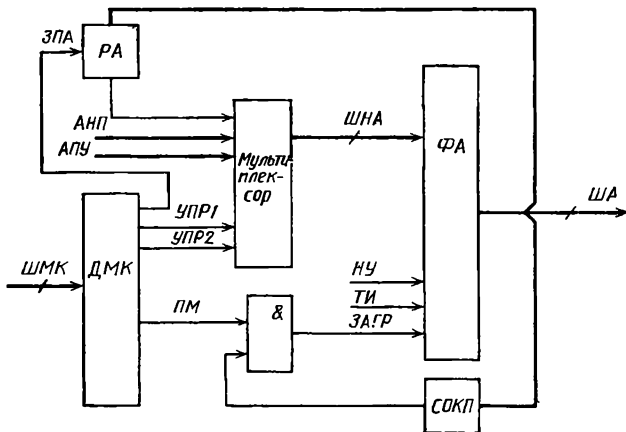 ЗПА
РА
АНП
АПУ
Мульти
плек-
сор
ШНА
ФА
ША
УПР1
УПР2
ШМК
ДМК
ПМ
&
НУ
ТИ
ЗАГР
СОКП